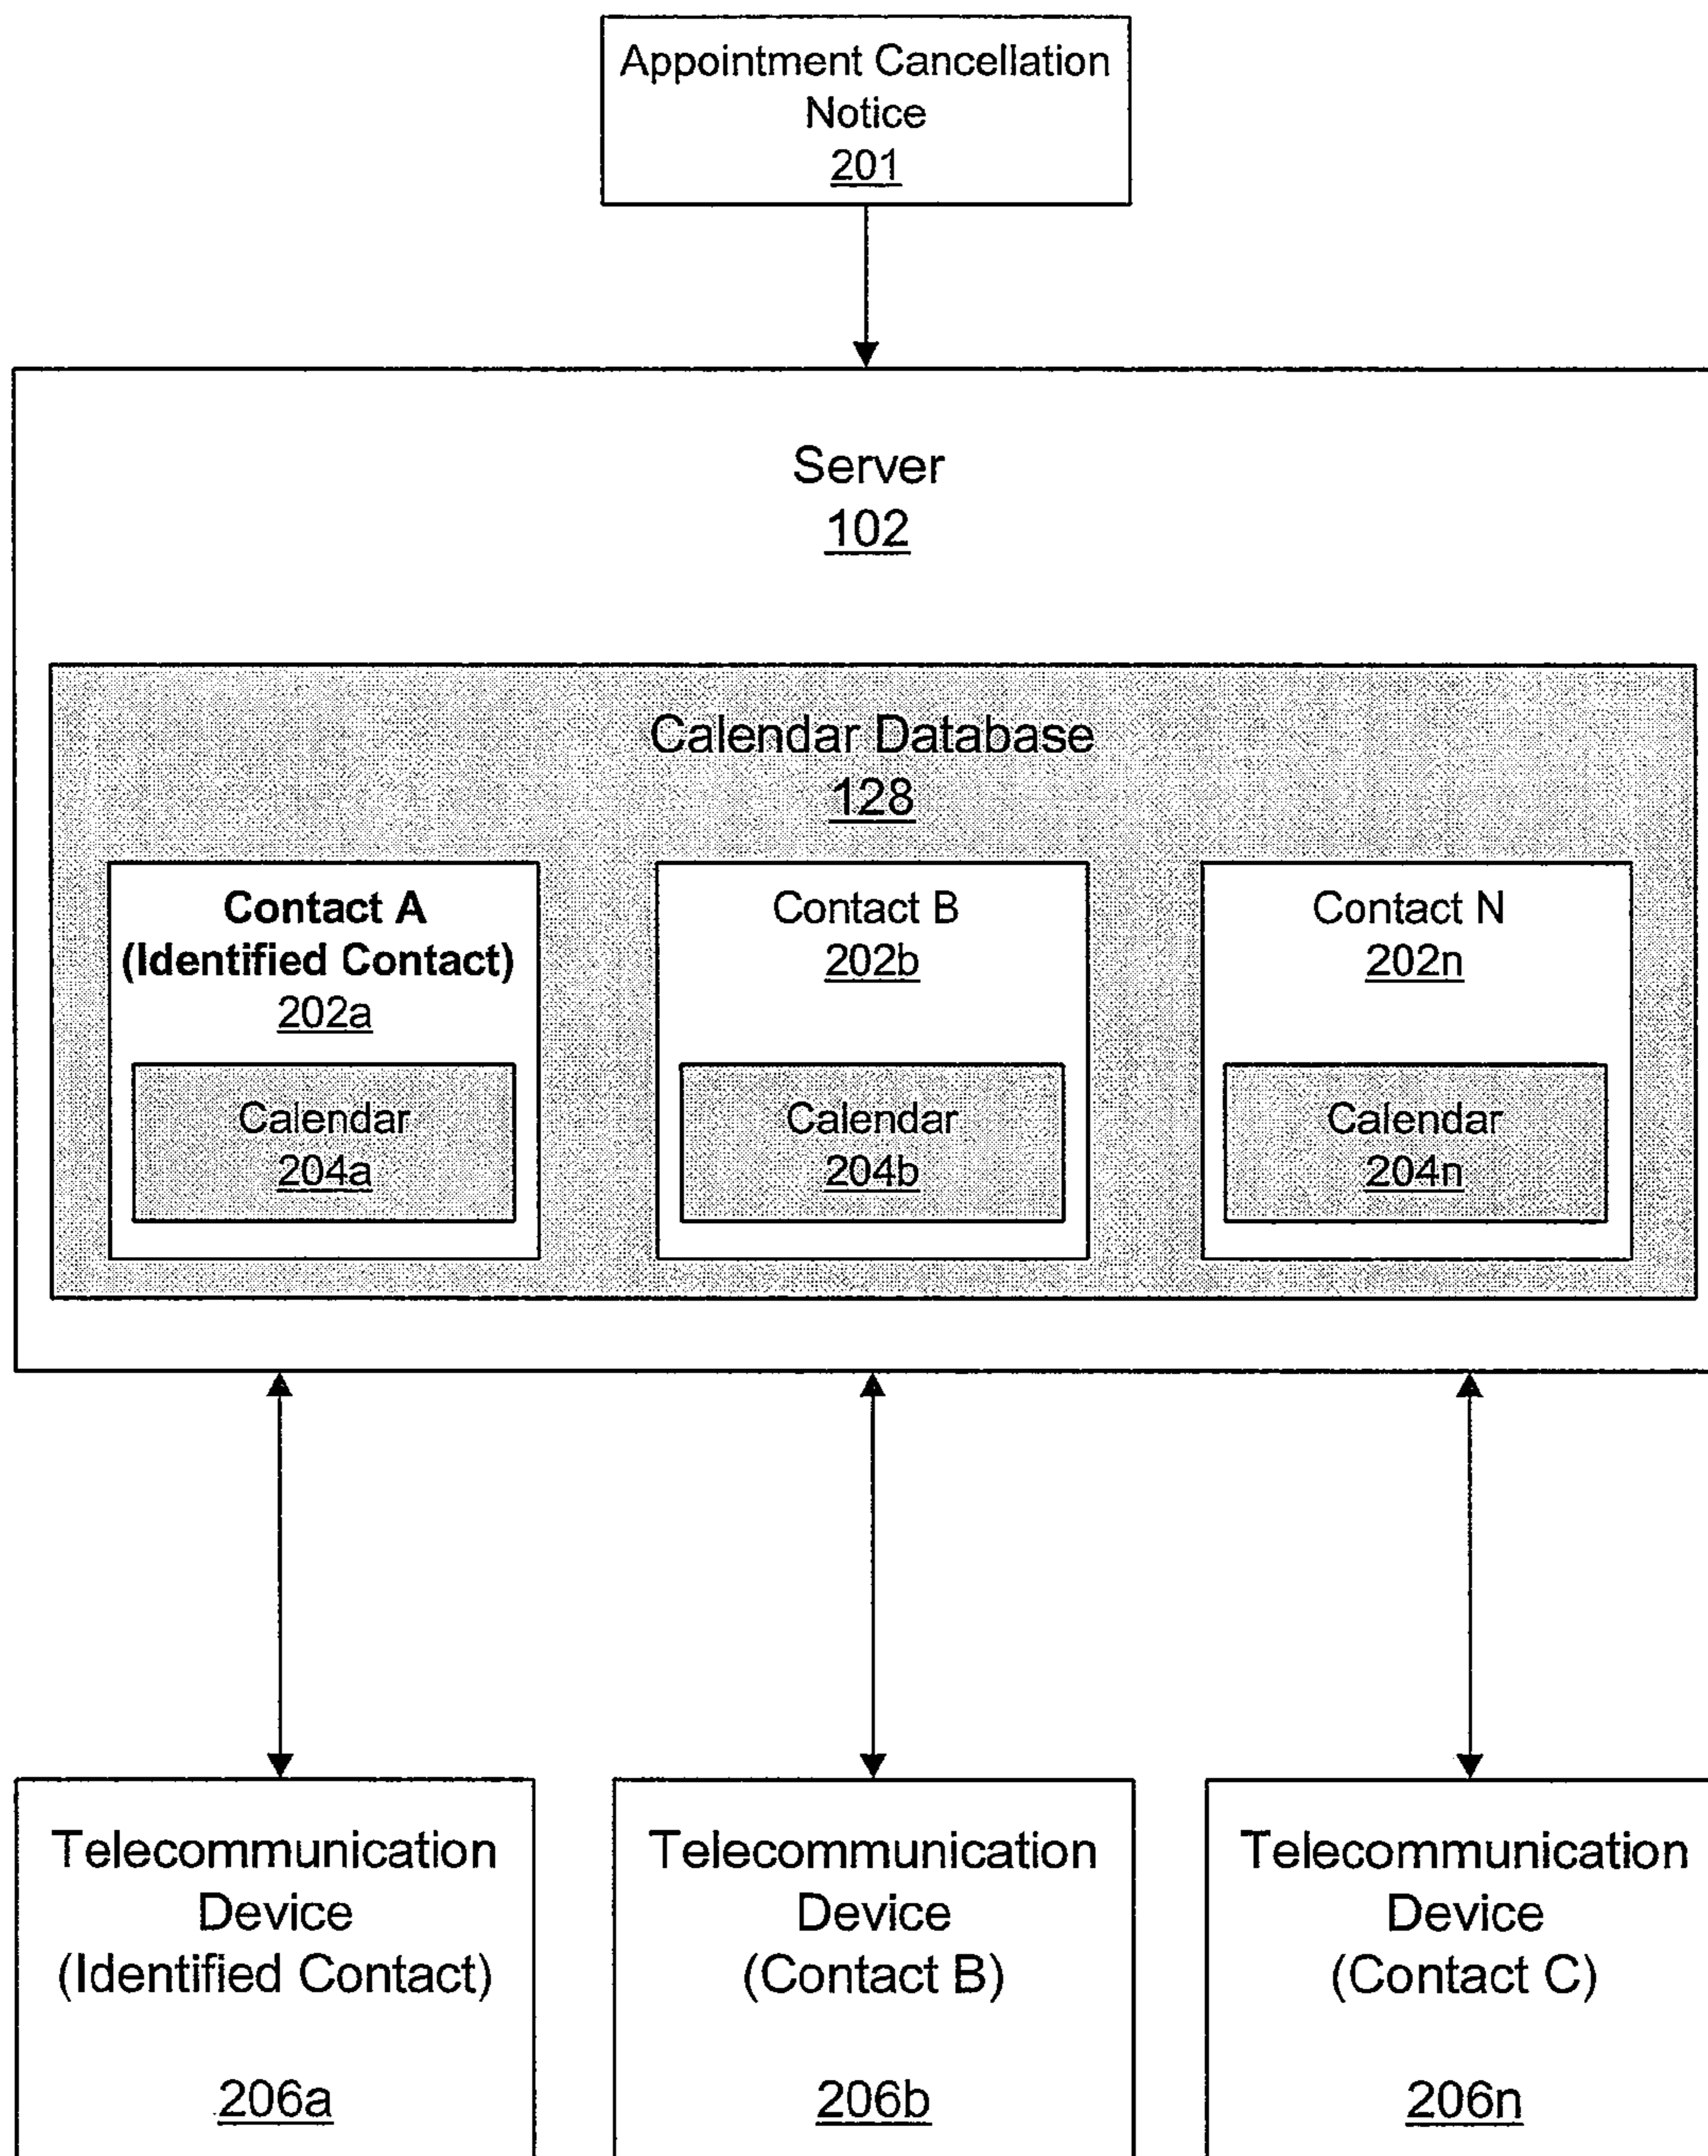 Appointment Cancellation
Notice
201
Server
102
Calendar Database
128
Contact A
(Identified Contact)
202a
Calendar
204a
Contact B
202b
Calendar
204b
Contact N
202n
Calendar
204n
Telecommunication
Device
(Identified Contact)
206a
Telecommunication
Device
(Contact B)
206b
Telecommunication
Device
(Contact C)
206n